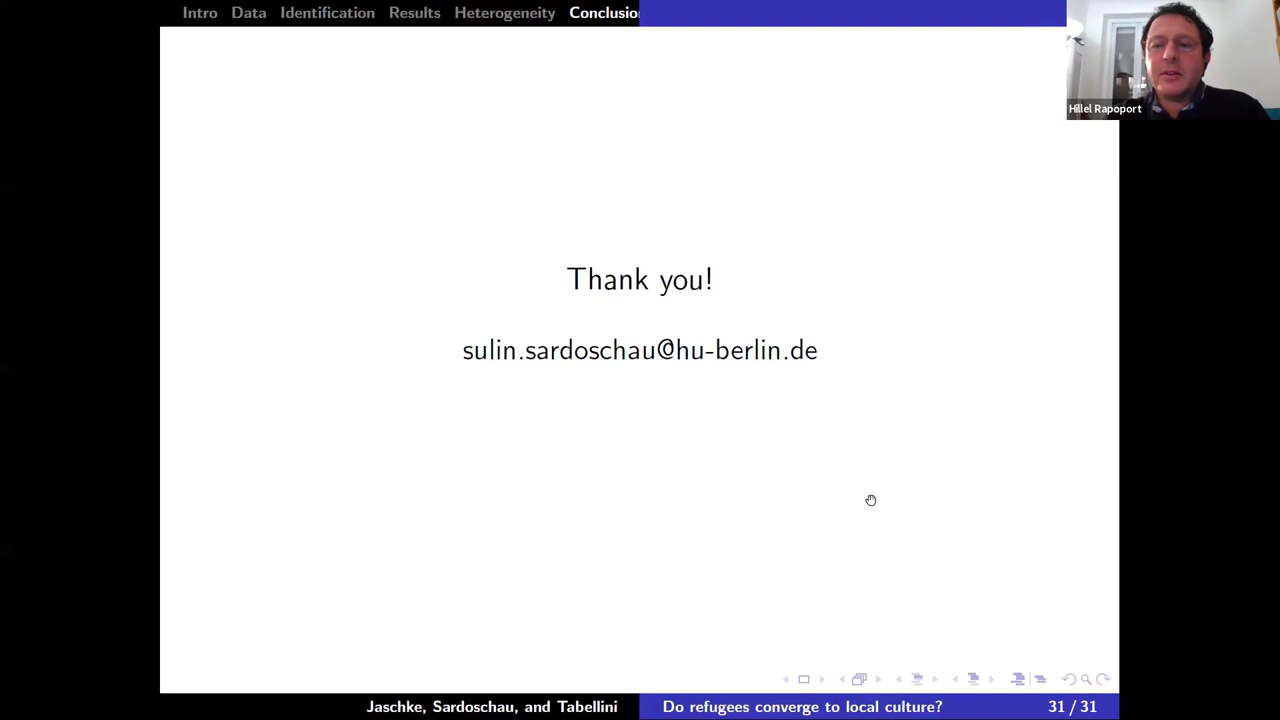 Intro Data Identification Results Heterogeneity Conclusio
Hillel Rapoport
Thank you!
sulin.sardoschau@hu-berlin.de
Jaschke, Sardoschau, and Tabellini Do refugees converge to local culture? 31 / 31